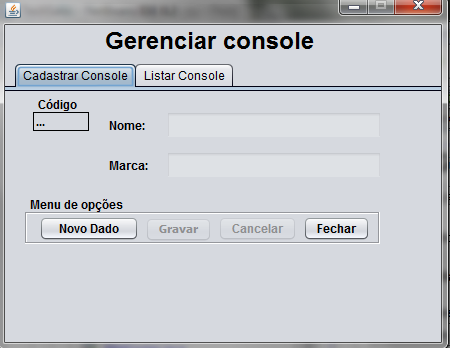 Gerenciar console
Cadastrar Console Listar Console
Código
...
Nome:
Marca:
Menu de opções
Novo Dado Gravar Cancelar Fechar